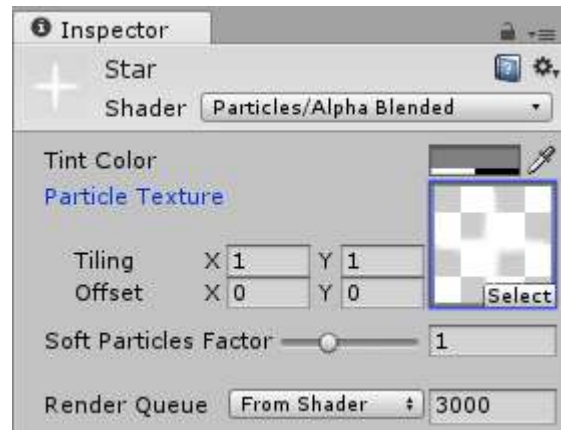 Inspector
Star
Shader Particles/Alpha Blended
Tint Color
Particle Texture
Tiling X 1 Y 1
Offset X 0 Y 0
Select
Soft Particles Factor 1
Render Queue From Shader 3000